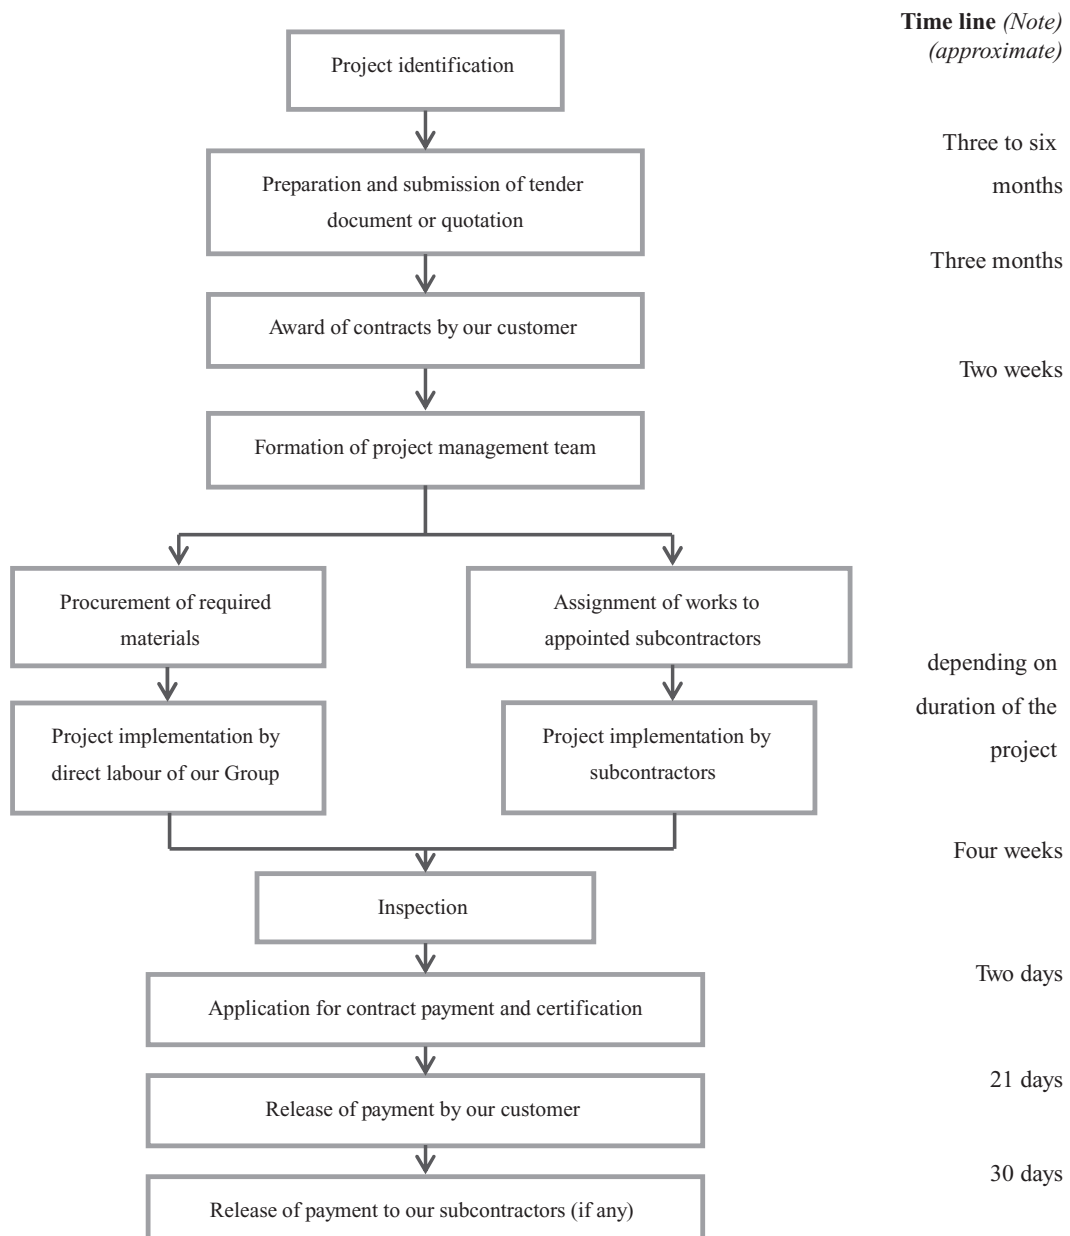 Time line (Note)
(approximate)
Project identification
Three to six
months
Preparation and submission of tender
document or quotation
Three months
Award of contracts by our customer
Two weeks
Formation of project management team
Procurement of required
materials
Assignment of works to
appointed subcontractors
depending on
duration of the
project
Project implementation by
direct labour of our Group
Project implementation by
subcontractors
Four weeks
Inspection
Two days
Application for contract payment and certification
21 days
Release of payment by our customer
30 days
Release of payment to our subcontractors (if any)